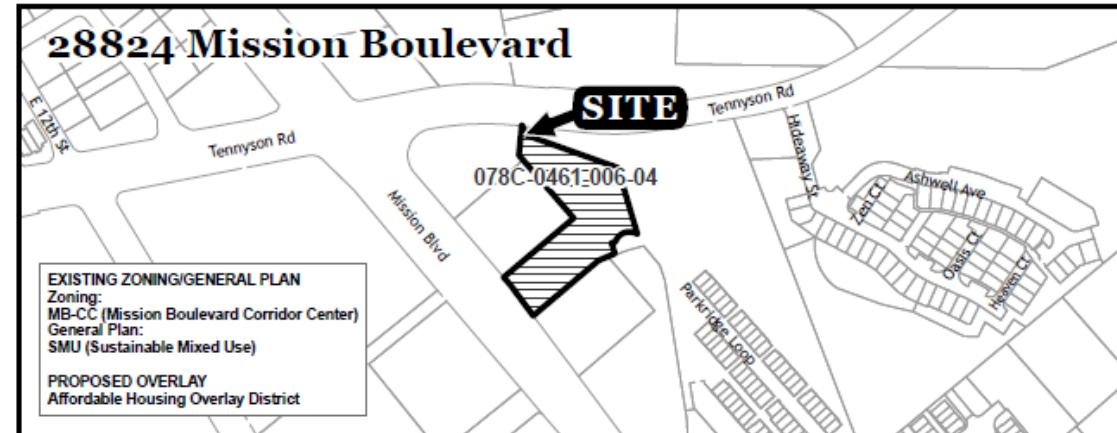 28824 Mission Boulevard
SITE
E 12th St
Tennyson Rd
Tennyson Rd
078C-0461-006-04
Hideaway St
Zen Ct
Ashwell Ave
Oasis Ct
Heaven Ct
Mission Blvd
Parkridge Loop
EXISTING ZONING/GENERAL PLAN
Zoning:
MB-CC (Mission Boulevard Corridor Center)
General Plan:
SMU (Sustainable Mixed Use)
PROPOSED OVERLAY
Affordable Housing Overlay District